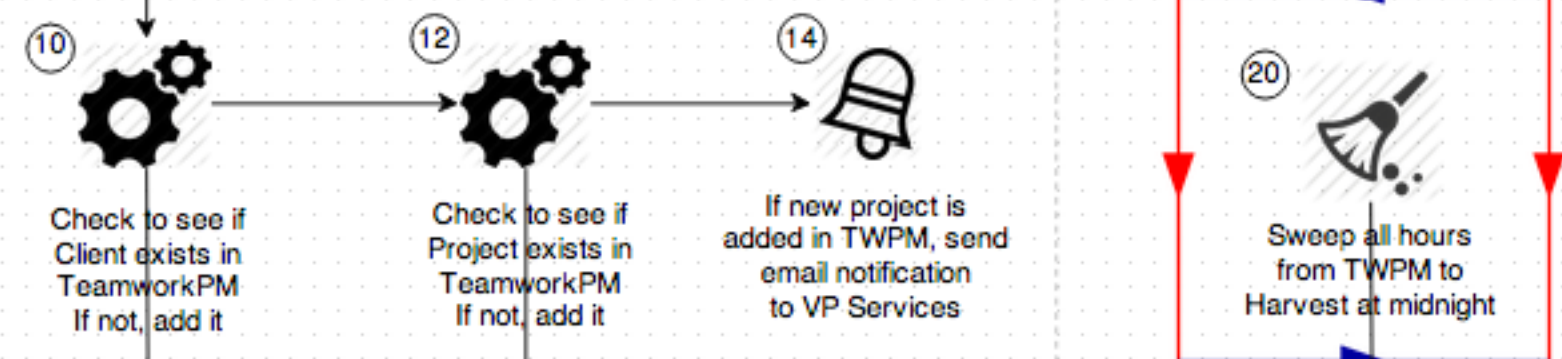 10
Check to see if
Client exists in
TeamworkPM
If not, add it
12
Check to see if
Project exists in
TeamworkPM
If not, add it
14
If new project is
added in TWPM, send
email notification
to VP Services
20
Sweep all hours
from TWPM to
Harvest at midnight